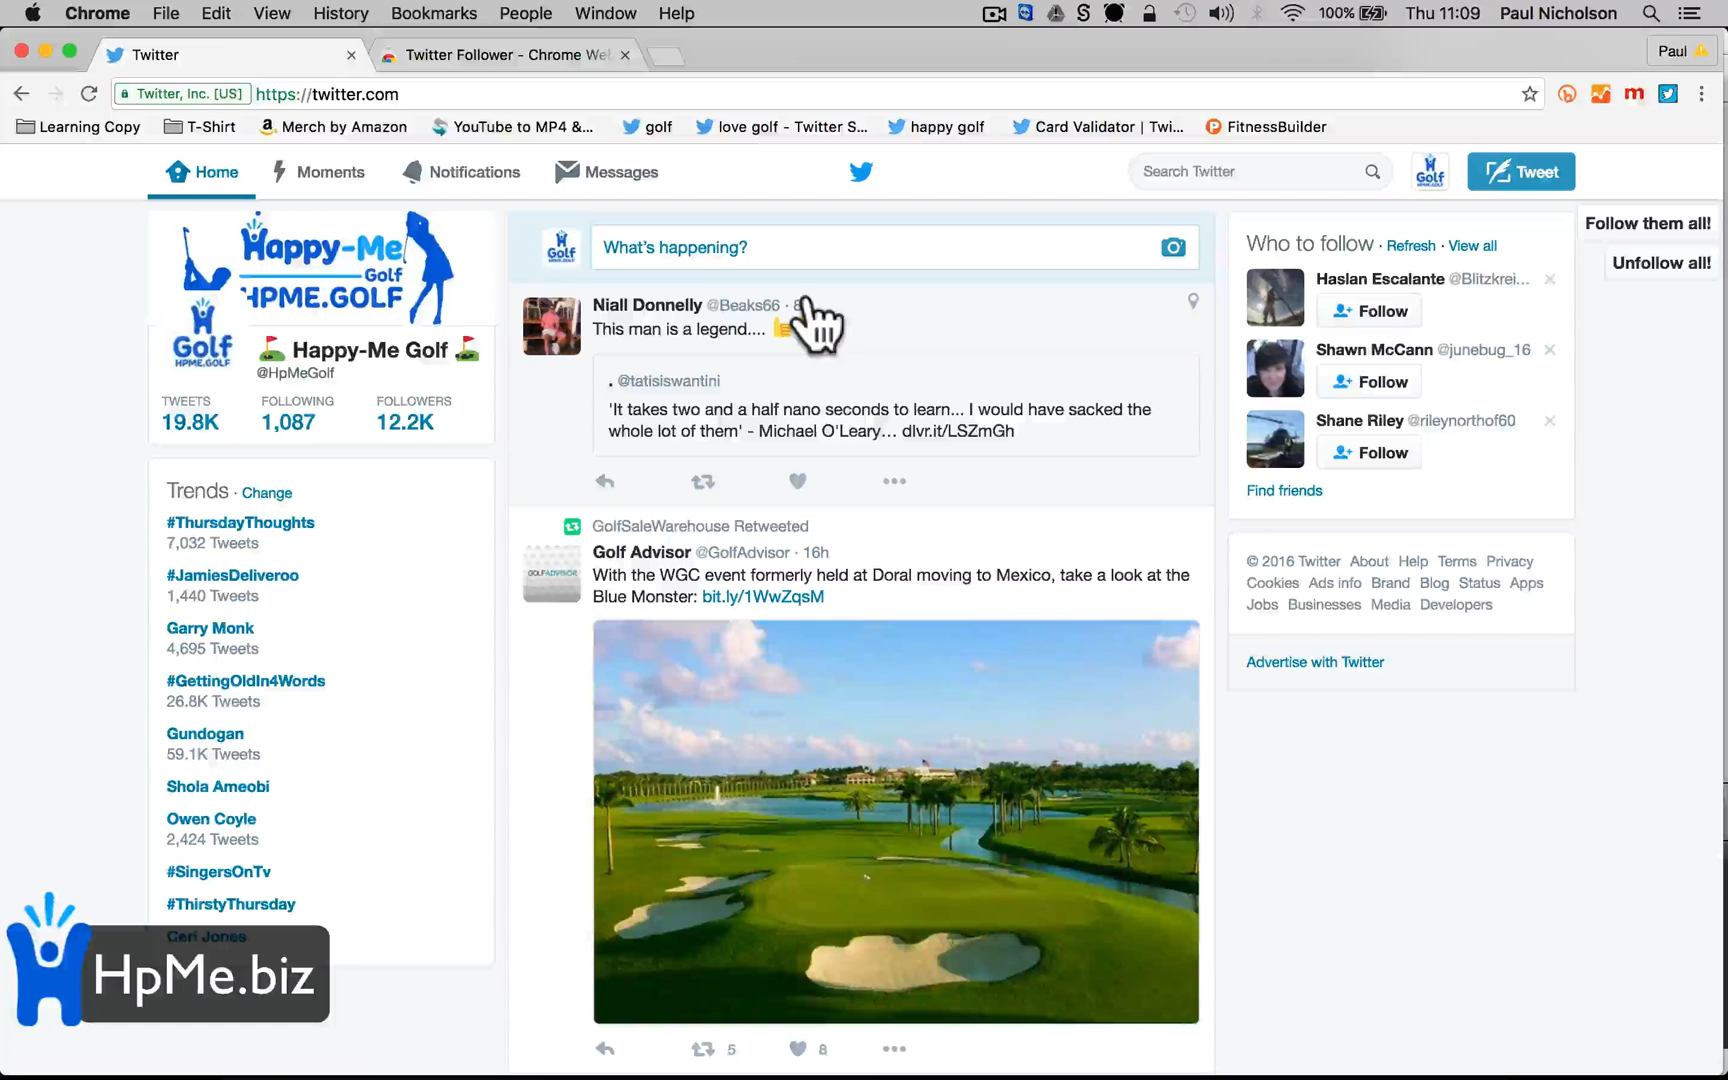 Chrome File Edit View History Bookmarks People Window Help 100% Thu 11:09 Paul Nicholson
Twitter Twitter Follower - Chrome We Paul
Twitter, Inc. [US] https://twitter.com
Learning Copy T-Shirt Merch by Amazon YouTube to MP4 &... golf love golf - Twitter S... happy golf Card Validator | Twi... FitnessBuilder
Home Moments Notifications Messages Search Twitter Tweet
Follow them all!
Unfollow all!
Happy-Me
Golf
HPME.GOLF
Golf
HPME.GOLF
Happy-Me Golf
@HpMeGolf
TWEETS FOLLOWING FOLLOWERS
19.8K 1,087 12.2K
Trends · Change
#ThursdayThoughts
7,032 Tweets
#JamiesDeliveroo
1,440 Tweets
Garry Monk
4,695 Tweets
#GettingOldIn4Words
26.8K Tweets
Gundogan
59.1K Tweets
Shola Ameobi
Owen Coyle
2,424 Tweets
#SingersOnTv
#ThirstyThursday
Ceri Jones
HpMe.biz
What's happening?
Niall Donnelly @Beaks66 ·
This man is a legend....
. @tatisiswantini
'It takes two and a half nano seconds to learn... I would have sacked the
whole lot of them' - Michael O'Leary… dlvr.it/LSZmGh
GolfSaleWarehouse Retweeted
Golf Advisor @GolfAdvisor · 16h
With the WGC event formerly held at Doral moving to Mexico, take a look at the
Blue Monster: bit.ly/1WwZqsM
GOLFADVISOR
5 8
Who to follow · Refresh · View all
Haslan Escalante @Blitzkrei...
Follow
Shawn McCann @junebug_16
Follow
Shane Riley @rileynorthof60
Follow
Find friends
© 2016 Twitter About Help Terms Privacy
Cookies Ads info Brand Blog Status Apps
Jobs Businesses Media Developers
Advertise with Twitter